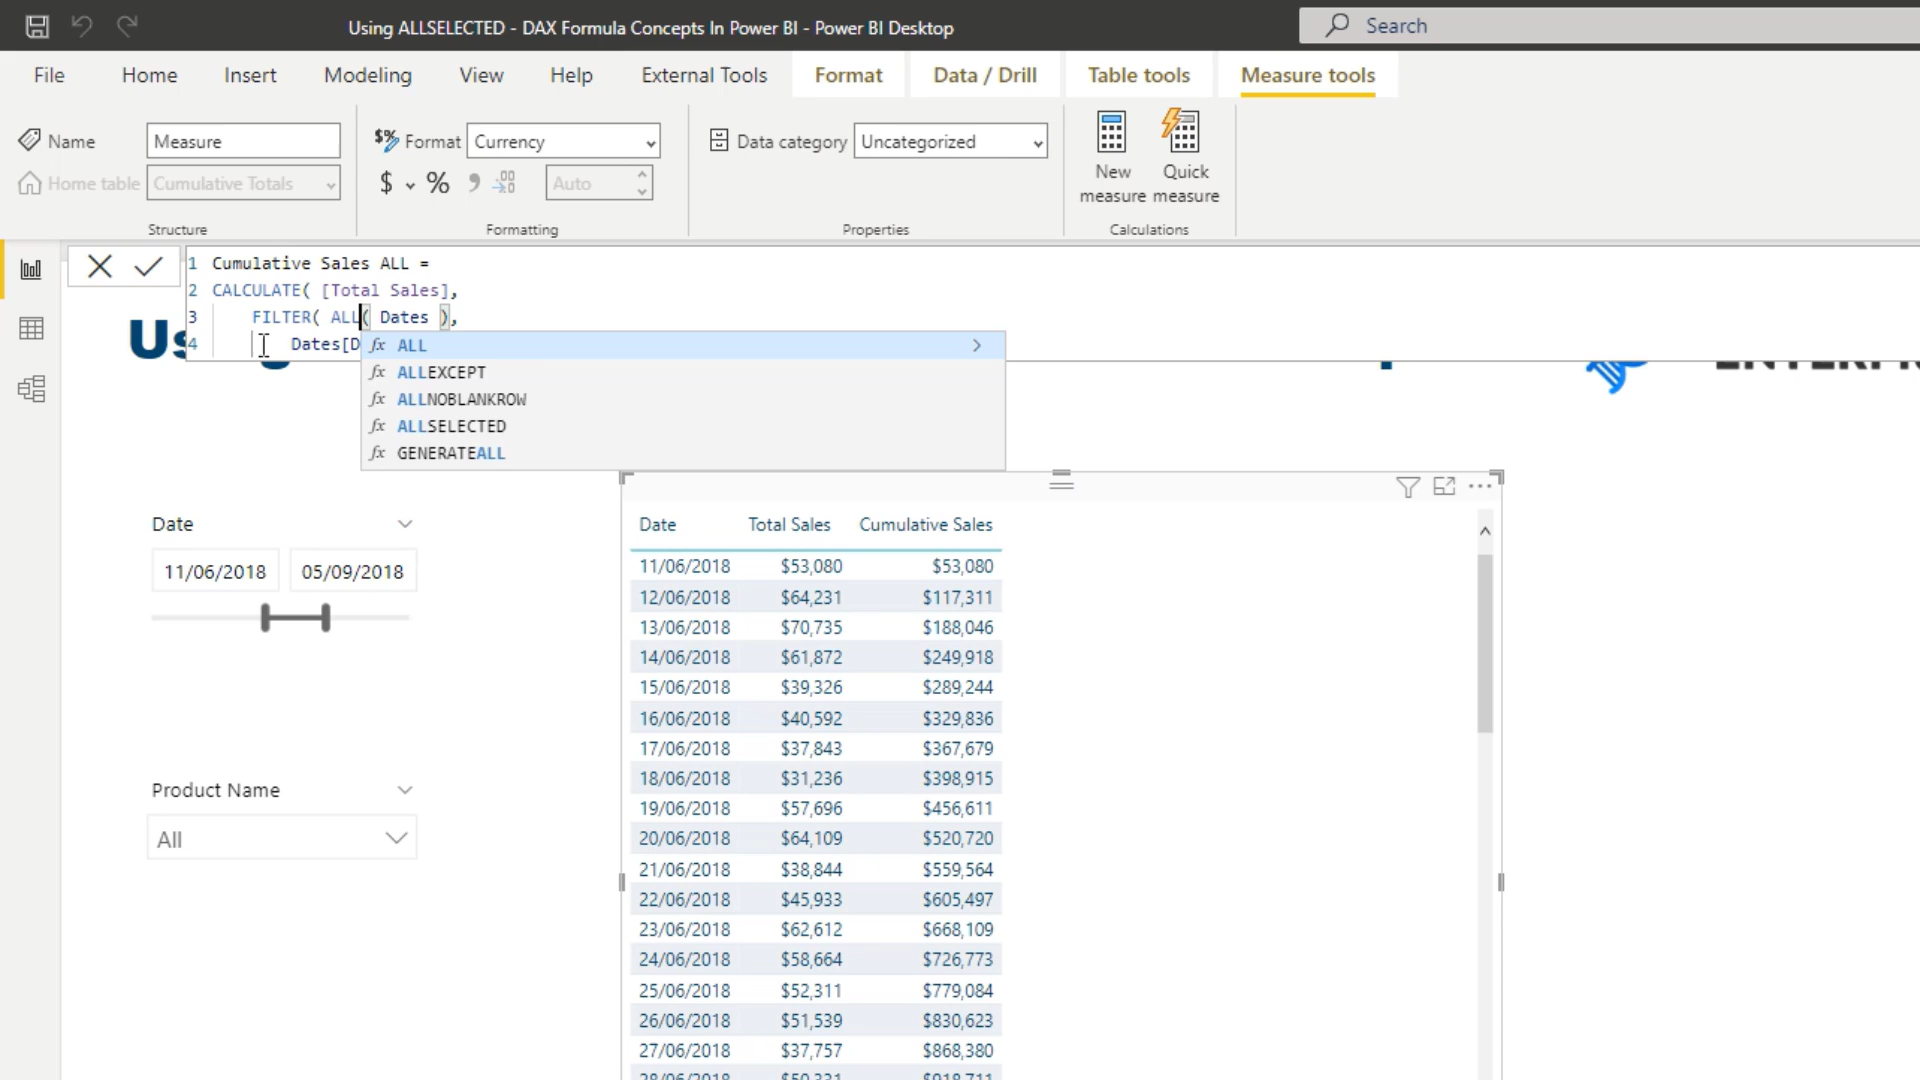 Using ALLSELECTED - DAX Formula Concepts In Power BI - Power BI Desktop
Search
File Home Insert Modeling View Help External Tools Format Data / Drill Table tools Measure tools
Name Measure
$% Format Currency
Data category Uncategorized
Home table Cumulative Totals
$ % Auto
New measure
Quick measure
Structure Formatting Properties Calculations
1 Cumulative Sales ALL =
2 CALCULATE( [Total Sales],
3 FILTER( ALL( Dates ),
4 Dates[D
fx ALL
fx ALLEXCEPT
fx ALLNOBLANKROW
fx ALLSELECTED
fx GENERATEALL
Date
11/06/2018 05/09/2018
Product Name
All
Date Total Sales Cumulative Sales
11/06/2018 $53,080 $53,080
12/06/2018 $64,231 $117,311
13/06/2018 $70,735 $188,046
14/06/2018 $61,872 $249,918
15/06/2018 $39,326 $289,244
16/06/2018 $40,592 $329,836
17/06/2018 $37,843 $367,679
18/06/2018 $31,236 $398,915
19/06/2018 $57,696 $456,611
20/06/2018 $64,109 $520,720
21/06/2018 $38,844 $559,564
22/06/2018 $45,933 $605,497
23/06/2018 $62,612 $668,109
24/06/2018 $58,664 $726,773
25/06/2018 $52,311 $779,084
26/06/2018 $51,539 $830,623
27/06/2018 $37,757 $868,380